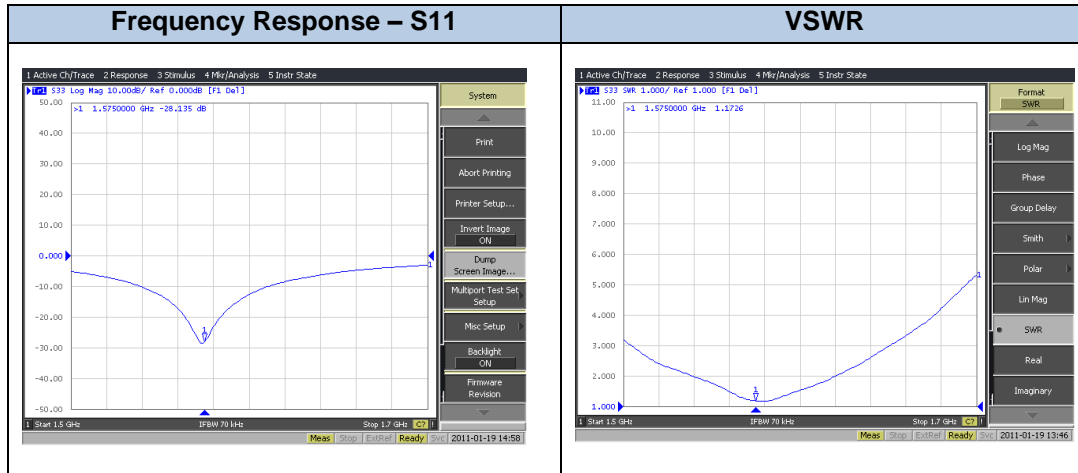 Frequency Response – S11
VSWR
1 Active Ch/Trace 2 Response 3 Stimulus 4 Mkr/Analysis 5 Instr State
Tr1 S33 Log Mag 10.00dB/ Ref 0.000dB [F1 Del]
>1 1.5750000 GHz -28.135 dB
50.00
40.00
30.00
20.00
10.00
0.000
-10.00
-20.00
-30.00
-40.00
-50.00
1
1
1 Start 1.5 GHz IFBW 70 kHz Stop 1.7 GHz C? !
Meas Stop ExtRef Ready Svc 2011-01-19 14:58
System
Print
Abort Printing
Printer Setup...
Invert Image
ON
Dump
Screen Image...
Multiport Test Set
Setup
Misc Setup
Backlight
ON
Firmware
Revision
1 Active Ch/Trace 2 Response 3 Stimulus 4 Mkr/Analysis 5 Instr State
Tr1 S33 SWR 1.000/ Ref 1.000 [F1 Del]
>1 1.5750000 GHz 1.1726
11.00
10.00
9.000
8.000
7.000
6.000
5.000
4.000
3.000
2.000
1.000
1
1
1 Start 1.5 GHz IFBW 70 kHz Stop 1.7 GHz C? !
Meas Stop ExtRef Ready Svc 2011-01-19 13:46
Format
SWR
Log Mag
Phase
Group Delay
Smith
Polar
Lin Mag
SWR
Real
Imaginary